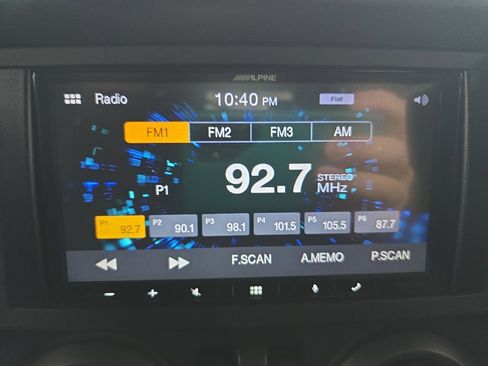 ALPINE
Radio 10:40 PM Flat
FM1 FM2 FM3 AM
P1 92.7 STEREO MHz
P1 92.7 P2 90.1 P3 98.1 P4 101.5 P5 105.5 P6 87.7
F.SCAN A.MEMO P.SCAN